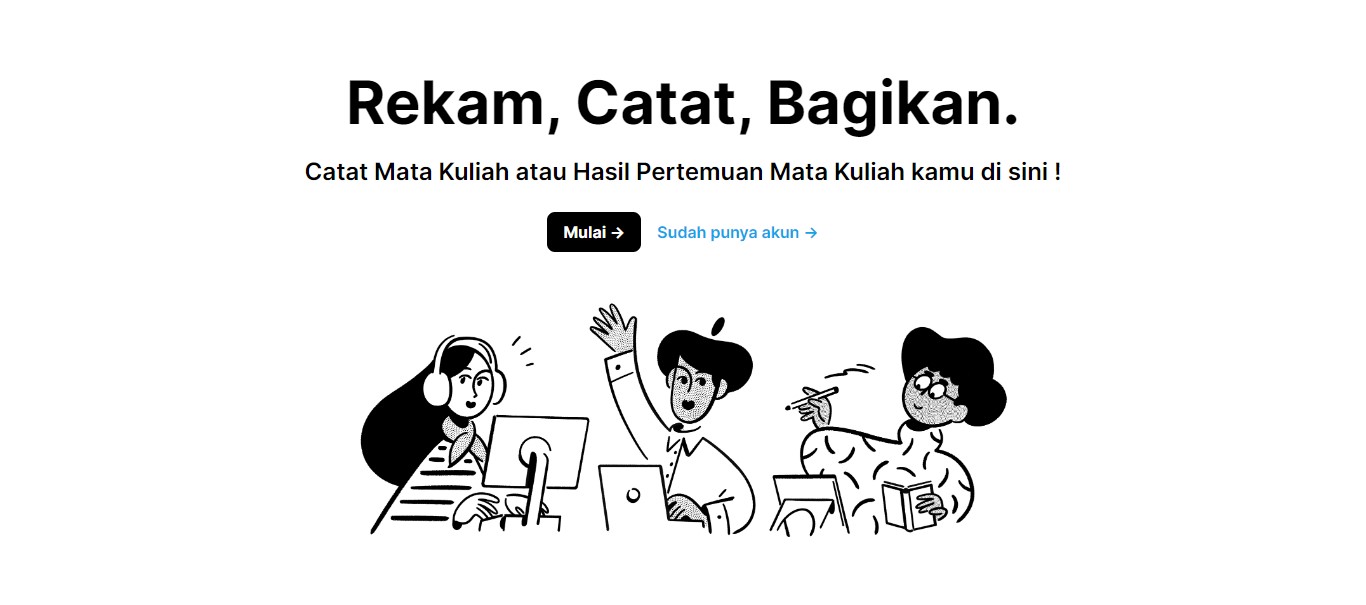 Rekam, Catat, Bagikan.
Catat Mata Kuliah atau Hasil Pertemuan Mata Kuliah kamu di sini !
Mulai → Sudah punya akun →